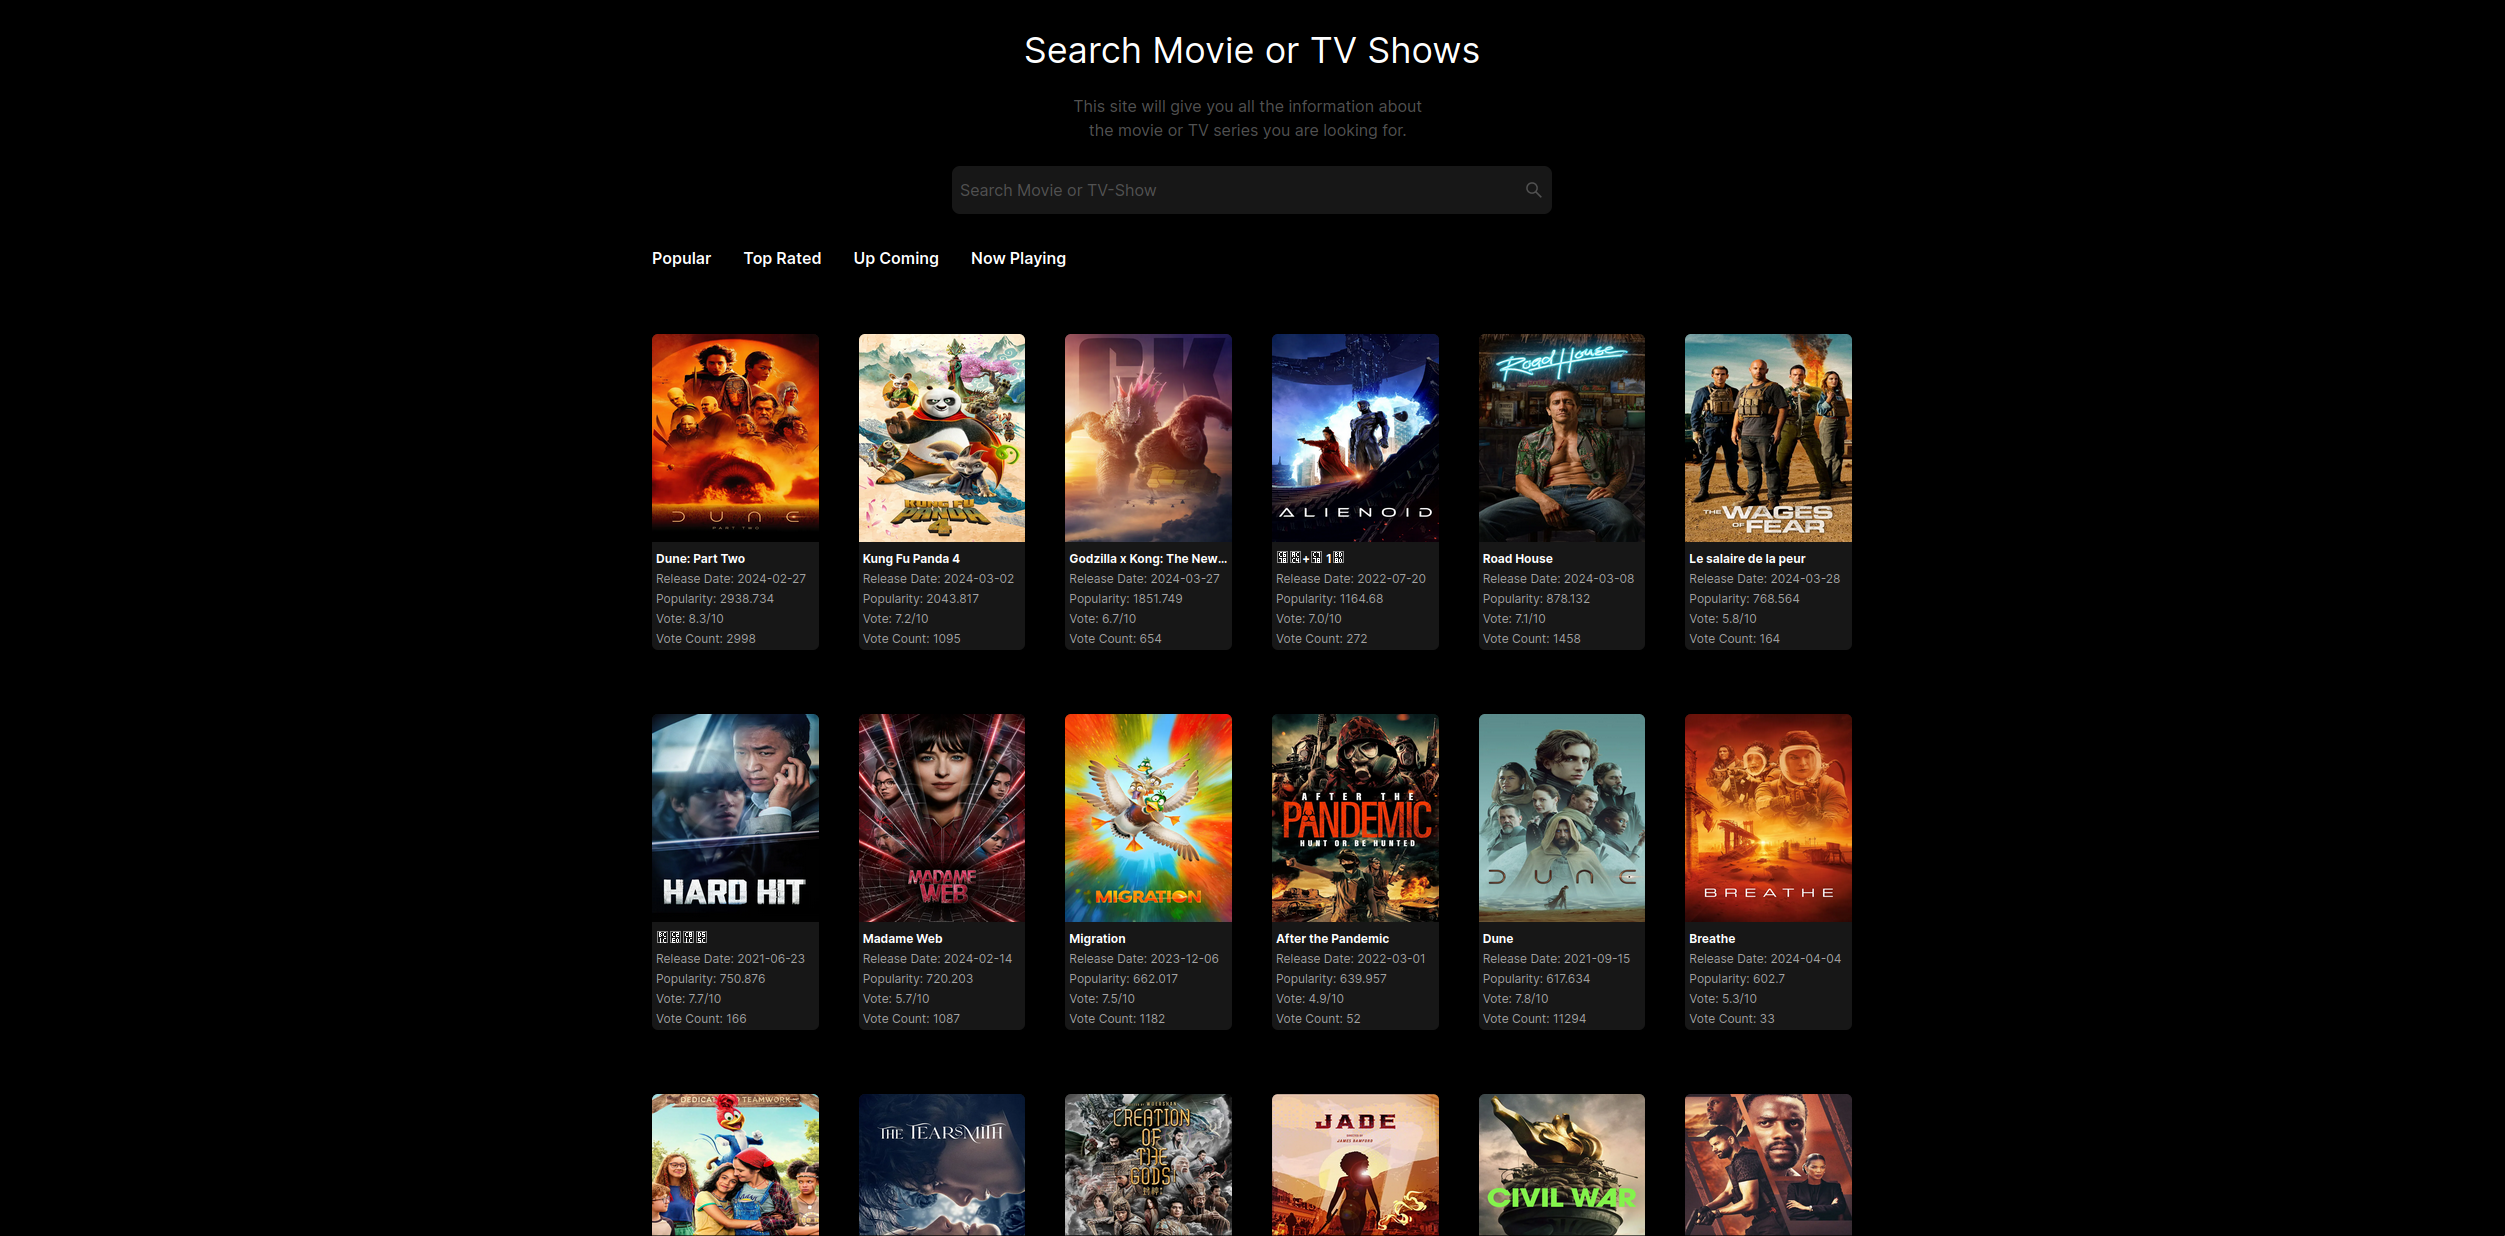 Search Movie or TV Shows
This site will give you all the information about
the movie or TV series you are looking for.
Search Movie or TV-Show
Popular Top Rated Up Coming Now Playing
DUNE
PART TWO
KUNG FU
PANDA
4
GK
ALIENOID
Road House
THE WAGES
OF FEAR
Dune: Part Two
Release Date: 2024-02-27
Popularity: 2938.734
Vote: 8.3/10
Vote Count: 2998
Kung Fu Panda 4
Release Date: 2024-03-02
Popularity: 2043.817
Vote: 7.2/10
Vote Count: 1095
Godzilla x Kong: The New...
Release Date: 2024-03-27
Popularity: 1851.749
Vote: 6.7/10
Vote Count: 654
Release Date: 2022-07-20
Popularity: 1164.68
Vote: 7.0/10
Vote Count: 272
Road House
Release Date: 2024-03-08
Popularity: 878.132
Vote: 7.1/10
Vote Count: 1458
Le salaire de la peur
Release Date: 2024-03-28
Popularity: 768.564
Vote: 5.8/10
Vote Count: 164
HARD HIT
MADAME
WEB
MIGRATION
AFTER THE
PANDEMIC
HUNT OR BE HUNTED
DUNE
BREATHE
Release Date: 2021-06-23
Popularity: 750.876
Vote: 7.7/10
Vote Count: 166
Madame Web
Release Date: 2024-02-14
Popularity: 720.203
Vote: 5.7/10
Vote Count: 1087
Migration
Release Date: 2023-12-06
Popularity: 662.017
Vote: 7.5/10
Vote Count: 1182
After the Pandemic
Release Date: 2022-03-01
Popularity: 639.957
Vote: 4.9/10
Vote Count: 52
Dune
Release Date: 2021-09-15
Popularity: 617.634
Vote: 7.8/10
Vote Count: 11294
Breathe
Release Date: 2024-04-04
Popularity: 602.7
Vote: 5.3/10
Vote Count: 33
TEAMWORK
THE TEARSMITH
CREATION
OF
THE
GODS I
JADE
DIRECTED BY
JAMES BAMFORD
CIVIL WAR